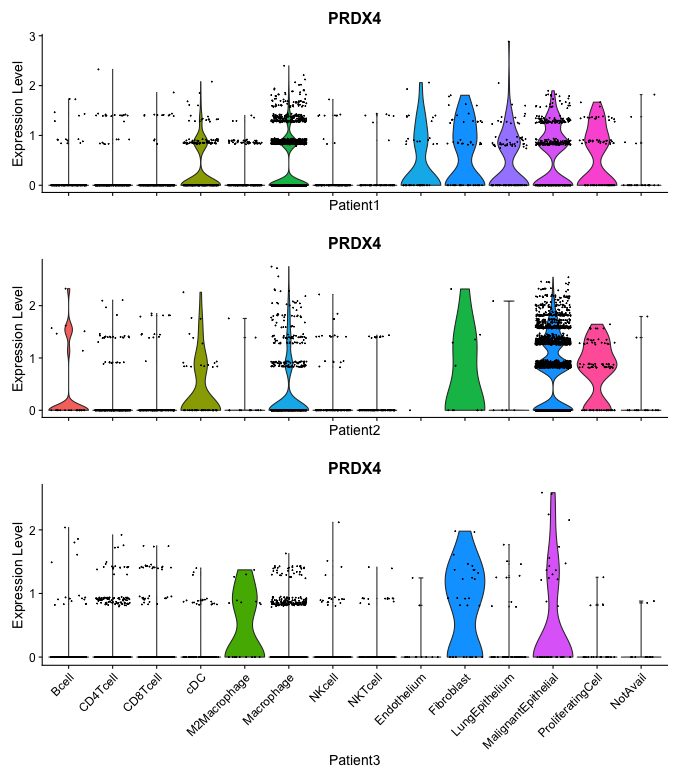 PRDX4
Expression Level
3
2
1
0
Patient1
PRDX4
Expression Level
2
1
0
Patient2
PRDX4
Expression Level
2
1
0
Bcell
CD4Tcell
CD8Tcell
cDC
M2Macrophage
Macrophage
NKcell
NKTcell
Endothelium
Fibroblast
LungEpithelium
MalignantEpithelial
ProliferatingCell
NotAvail
Patient3